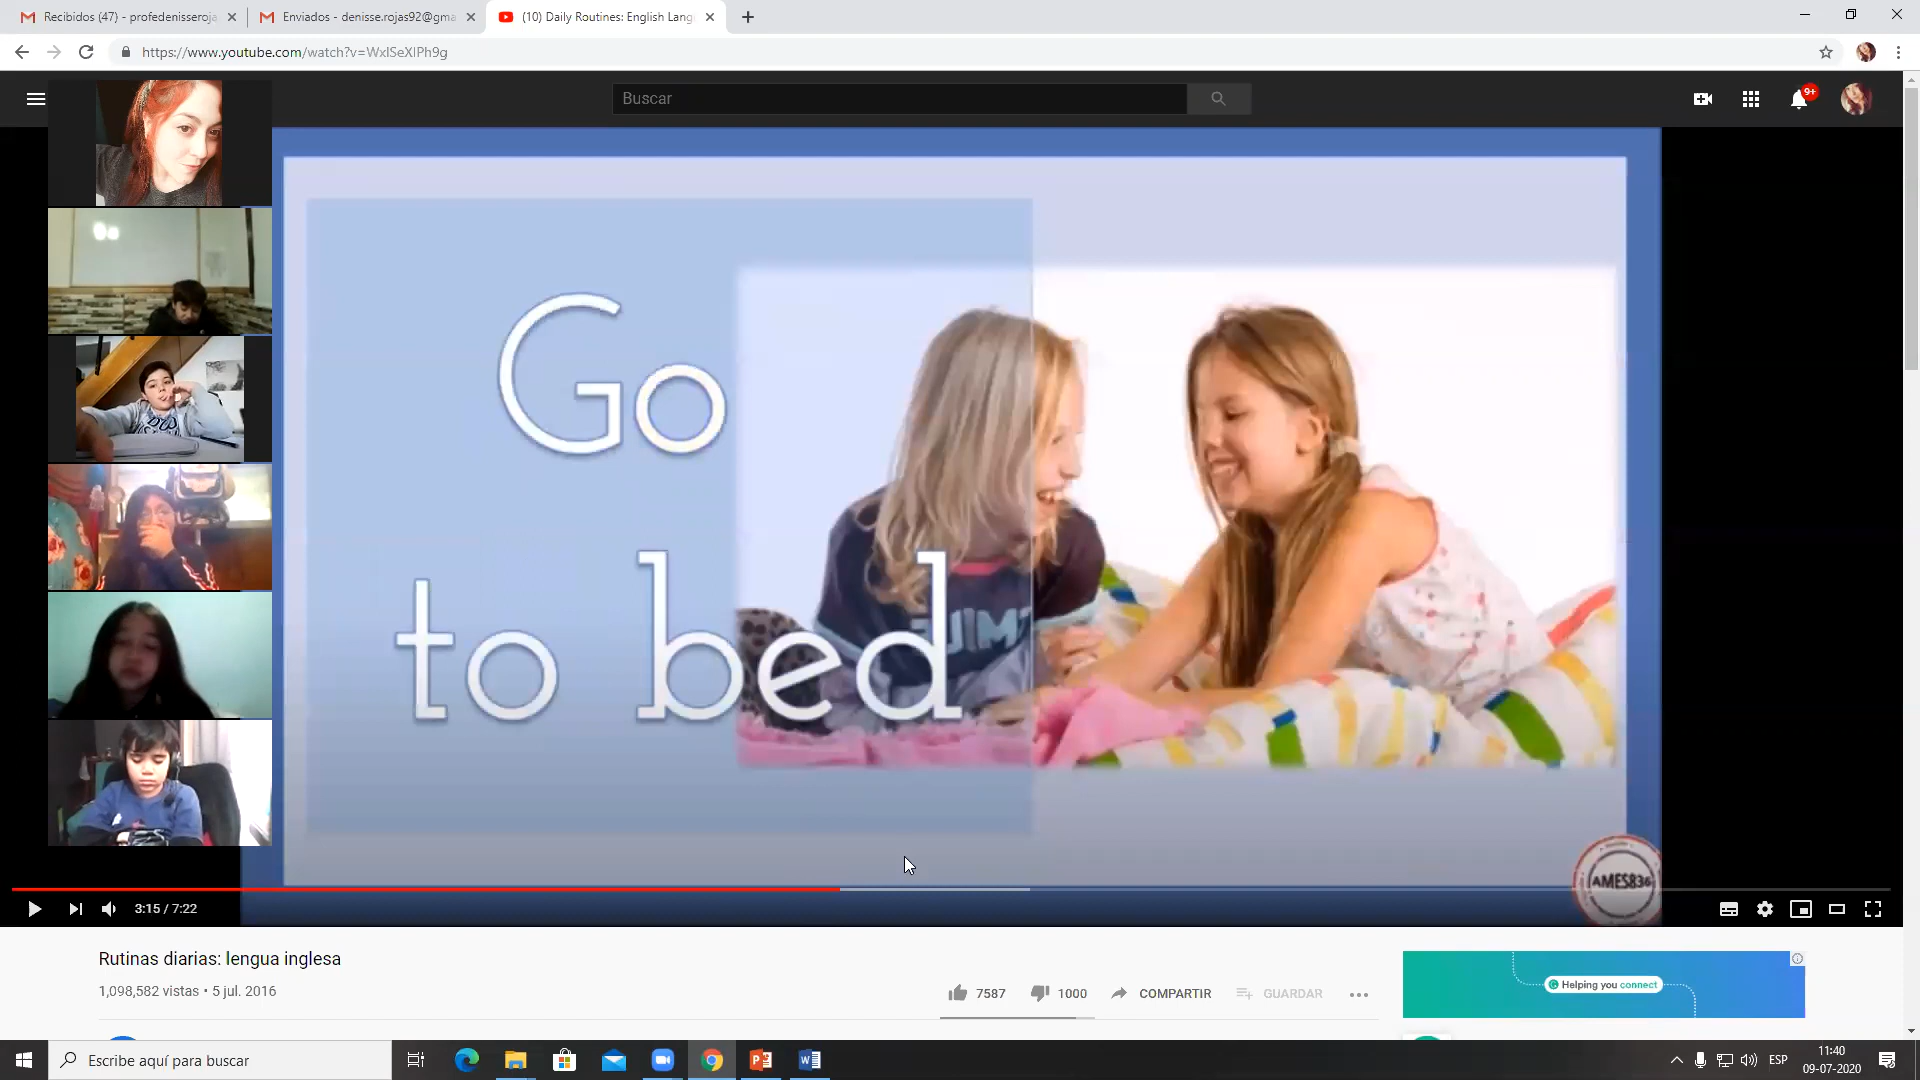 Recibidos (47) - profedenisseroja
Enviados - denisse.rojas92@gma
(10) Daily Routines: English Lang
https://www.youtube.com/watch?v=WxISeXlPh9g
Buscar
9+
Go
to bed
SMILE
AMES836
3:15 / 7:22
Rutinas diarias: lengua inglesa
1,098,582 vistas • 5 jul. 2016
7587
1000
COMPARTIR
GUARDAR
Helping you connect
Escribe aquí para buscar
ESP
11:40
09-07-2020